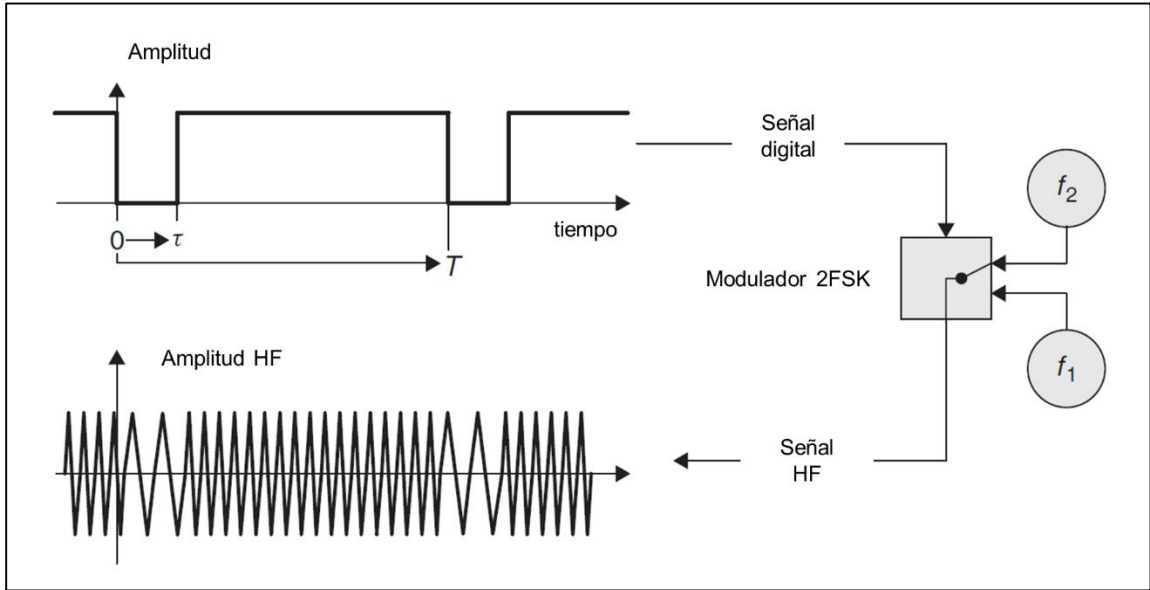 Amplitud
tiempo
0 τ
T
Señal
digital
f2
Modulador 2FSK
f1
Amplitud HF
Señal
HF